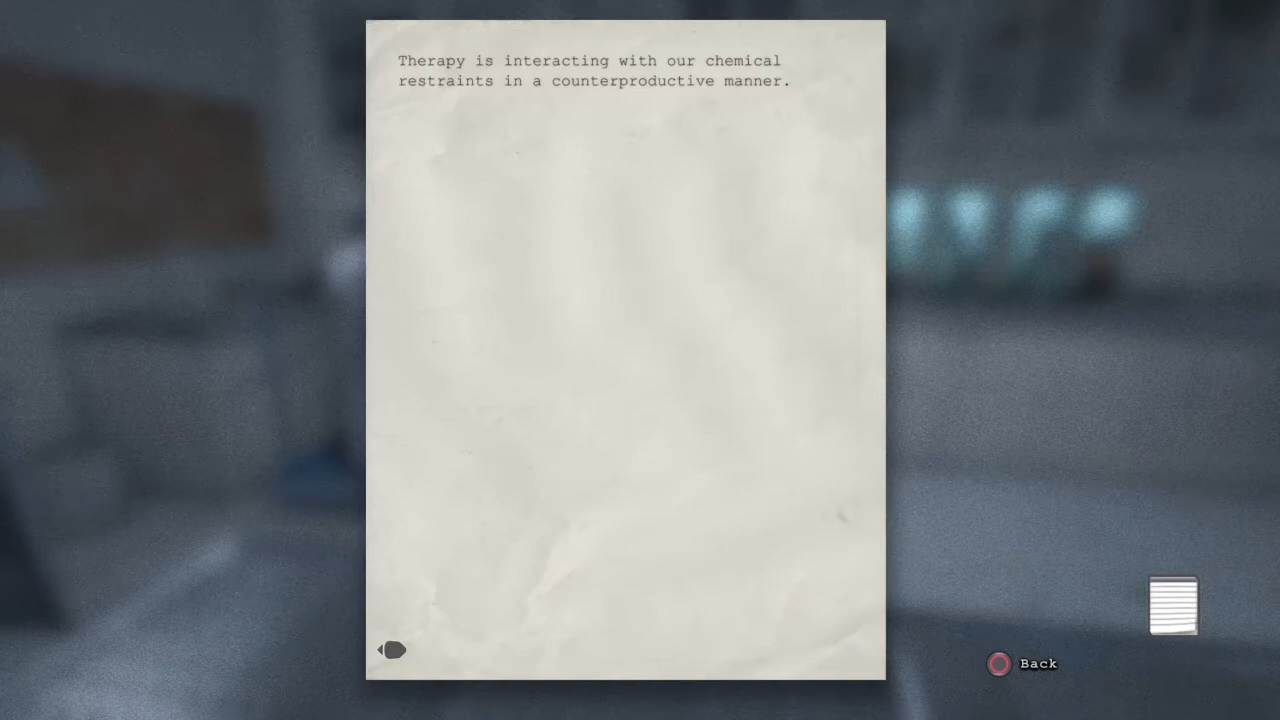 Therapy is interacting with our chemical
restraints in a counterproductive manner.
Back